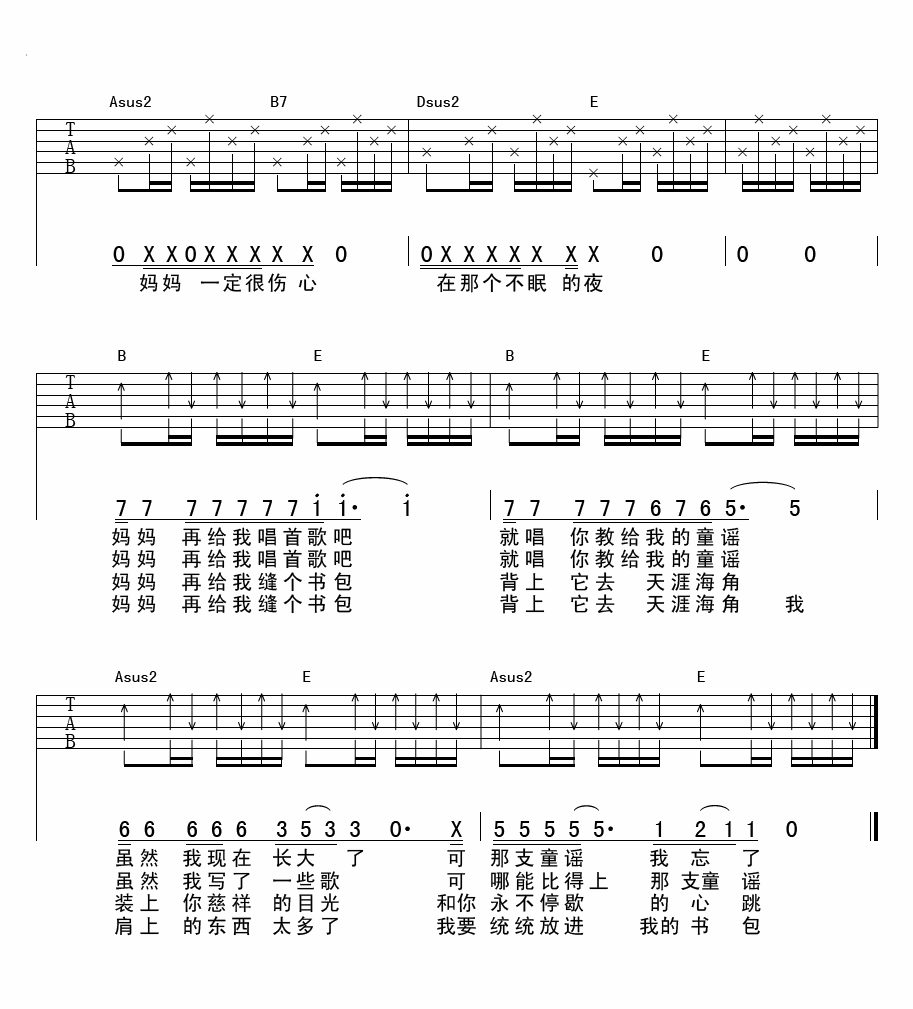 Asus2 B7 Dsus2 E
T
A
B
0 X X 0 X X X X X 0 0 X X X X X X X 0 0 0
妈妈 一定很伤 心 在那个不眠 的夜
B E B E
T
A
B
7 7 7 7 7 7 7 1 1· 1 7 7 7 7 7 6 7 6 5· 5
妈妈 再给我唱首歌吧 就唱 你教给我的童谣
妈妈 再给我唱首歌吧 就唱 你教给我的童谣
妈妈 再给我缝个书包 背上 它去 天涯海角
妈妈 再给我缝个书包 背上 它去 天涯海角 我
Asus2 E Asus2 E
T
A
B
6 6 6 6 6 3 5 3 3 0· X 5 5 5 5 5· 1 2 1 1 0
虽然 我现在 长大 了 可 那支童谣 我 忘 了
虽然 我写了 一些歌 可 哪能比得上 那 支童 谣
装上 你慈祥 的目光 和你 永不停歇 的 心 跳
肩上 的东西 太多了 我要 统统放进 我的 书 包